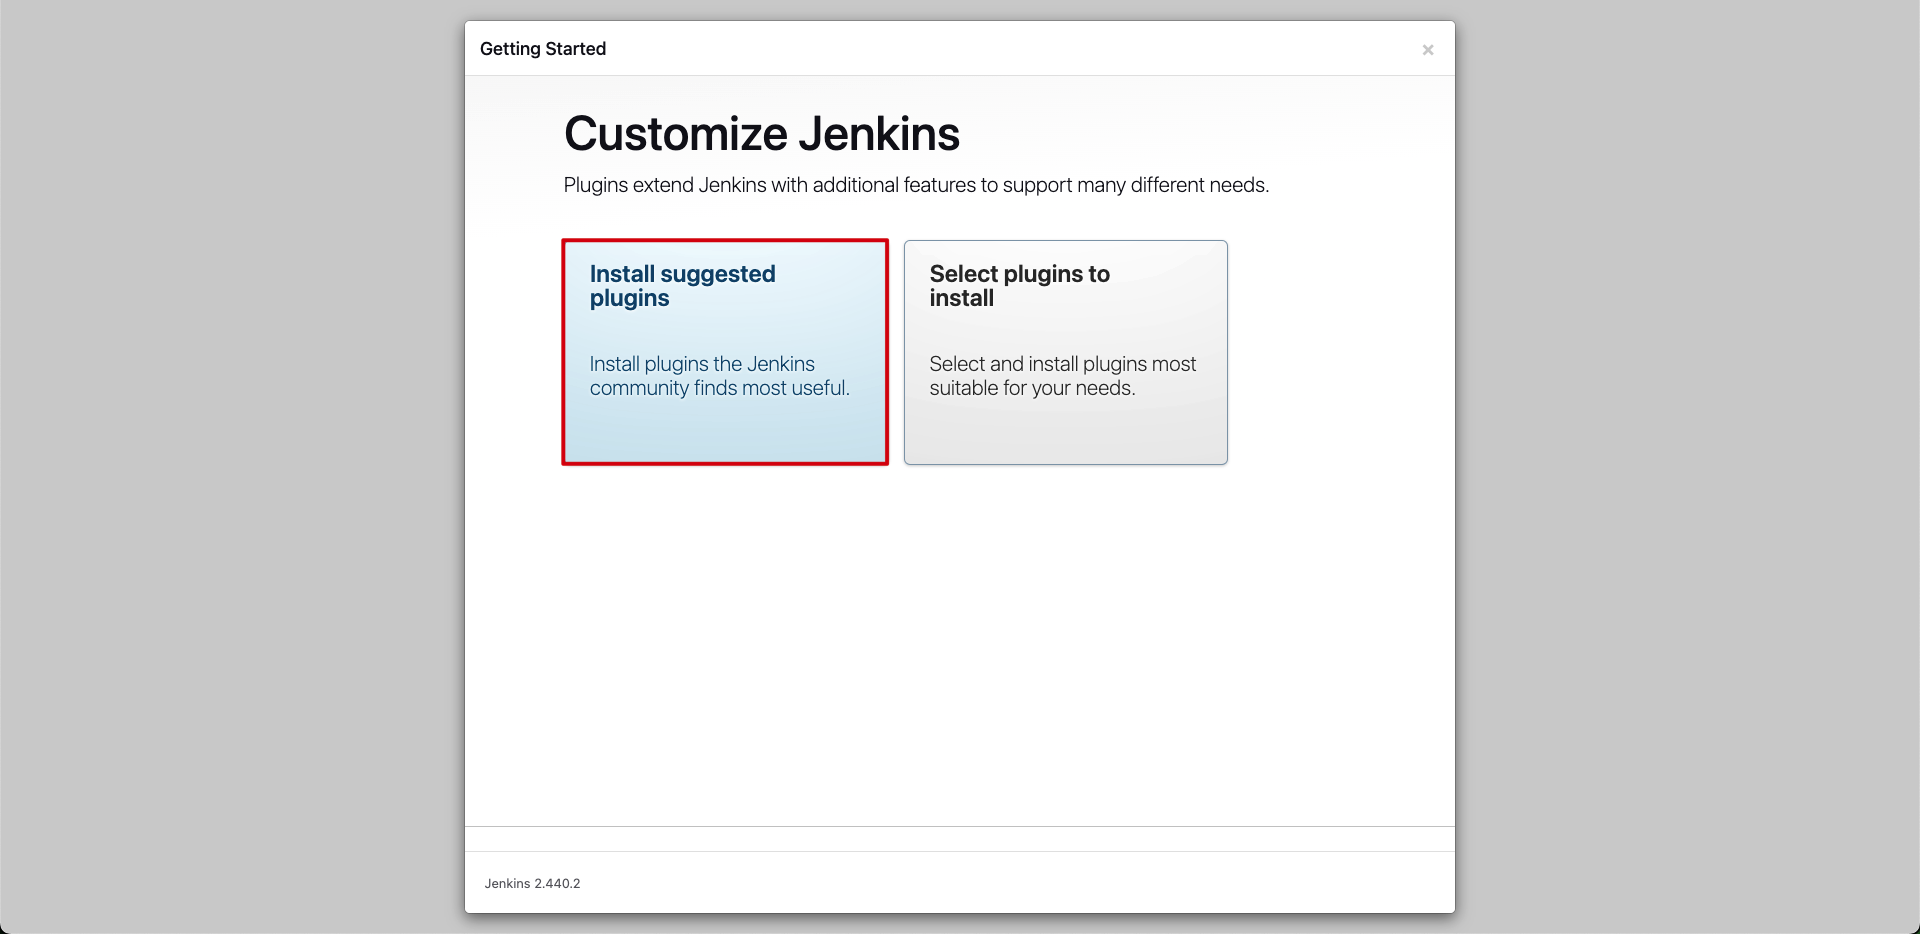 Getting Started
×
Customize Jenkins
Plugins extend Jenkins with additional features to support many different needs.
Install suggested
plugins
Install plugins the Jenkins
community finds most useful.
Select plugins to
install
Select and install plugins most
suitable for your needs.
Jenkins 2.440.2